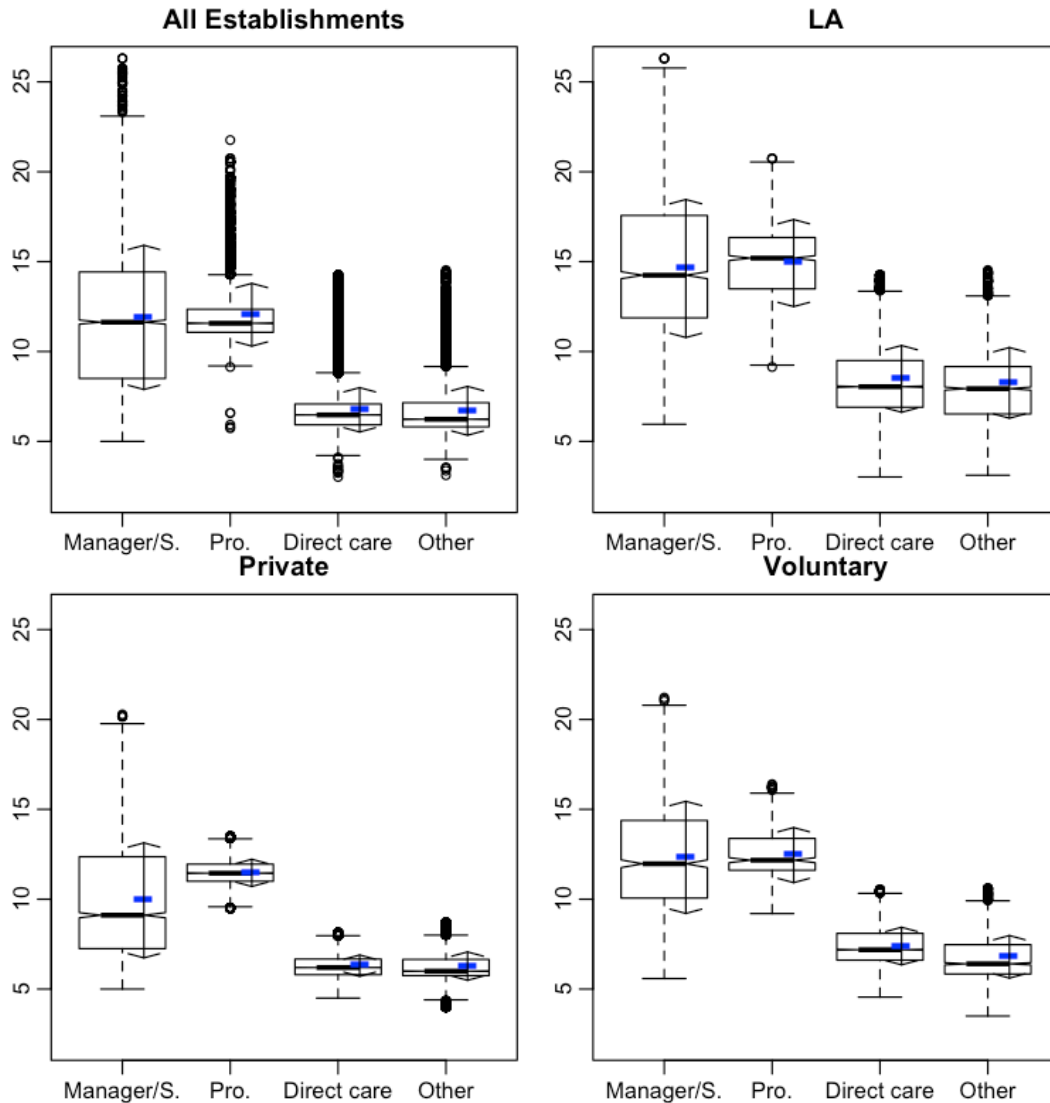 All Establishments
25
20
15
10
5
Manager/S. Pro. Direct care Other
LA
25
20
15
10
5
Manager/S. Pro. Direct care Other
Private
25
20
15
10
5
Manager/S. Pro. Direct care Other
Voluntary
25
20
15
10
5
Manager/S. Pro. Direct care Other